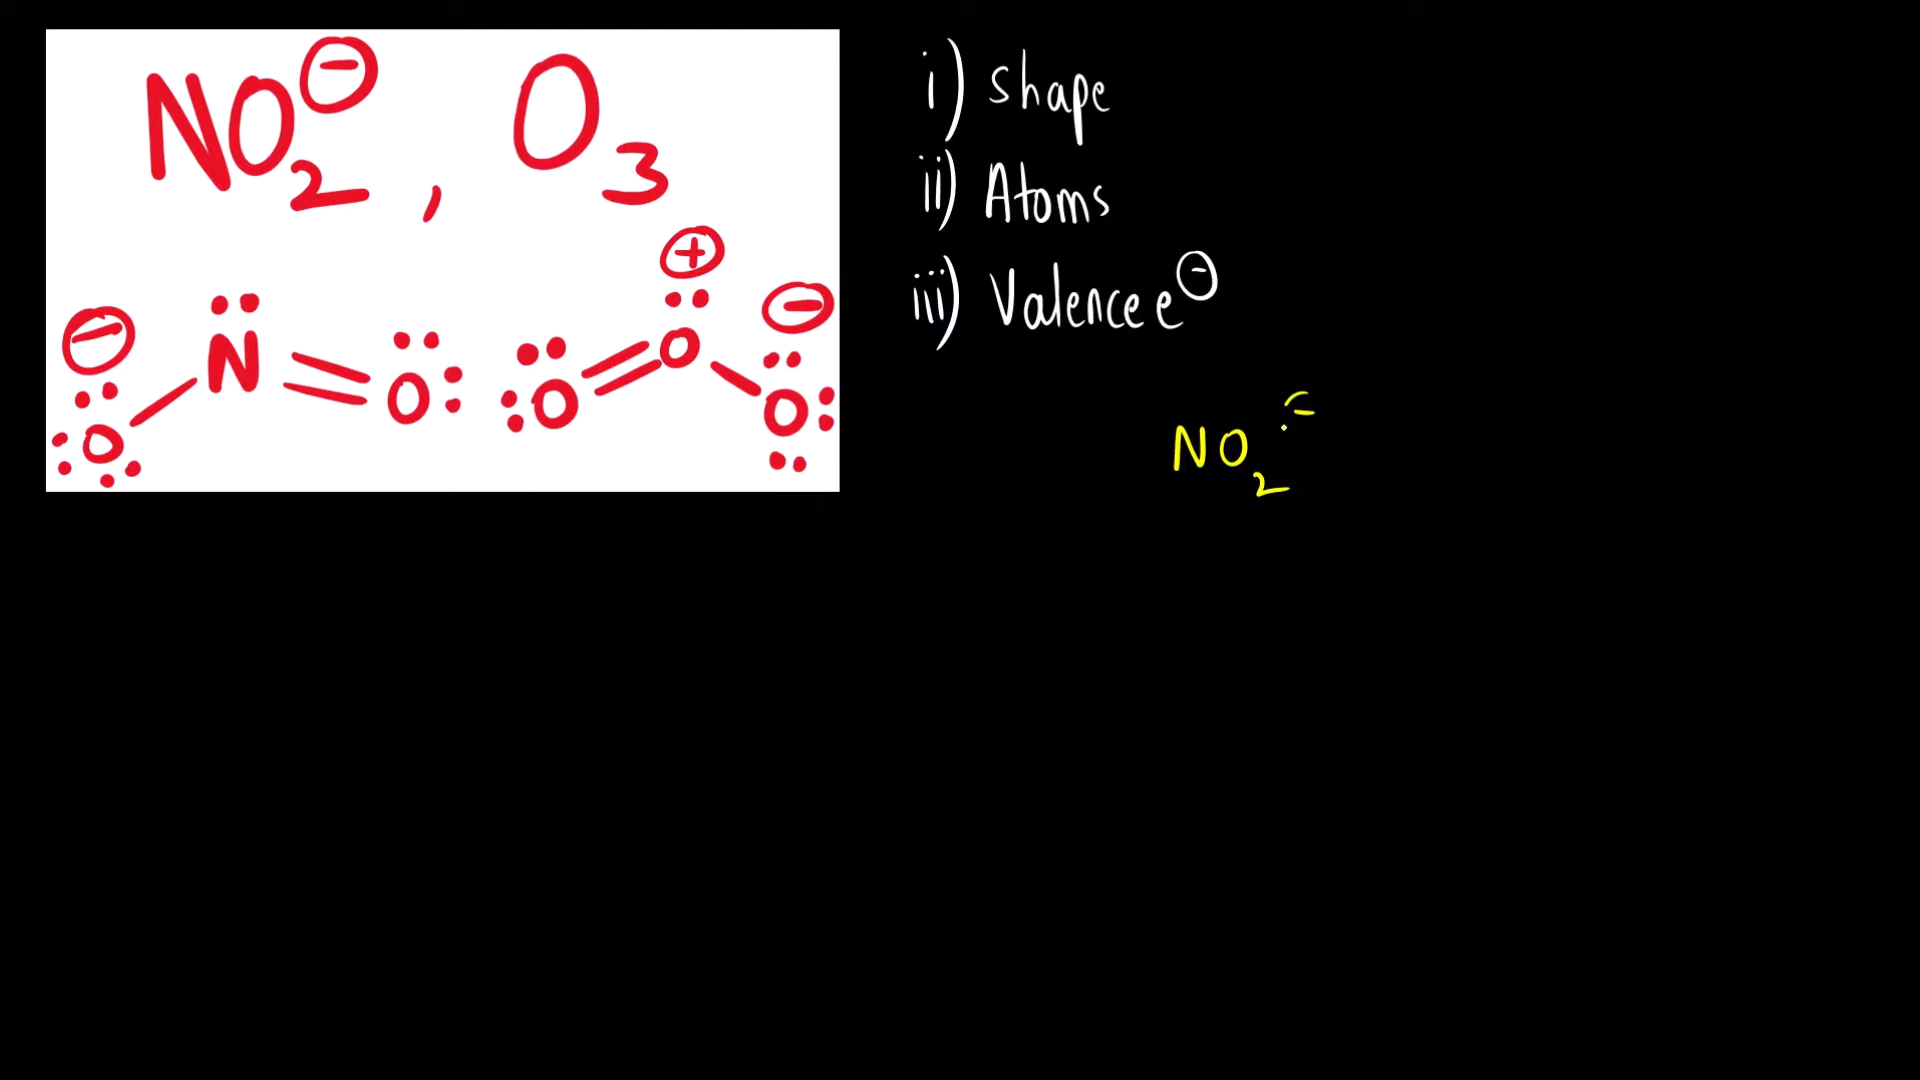 NO₂⊖ , O₃
⊖ :Ö: – N̈ = Ö: :Ö = Ö⊕ – :Ö: ⊖
i) shape
ii) Atoms
iii) Valence e⊖
NO₂⁻